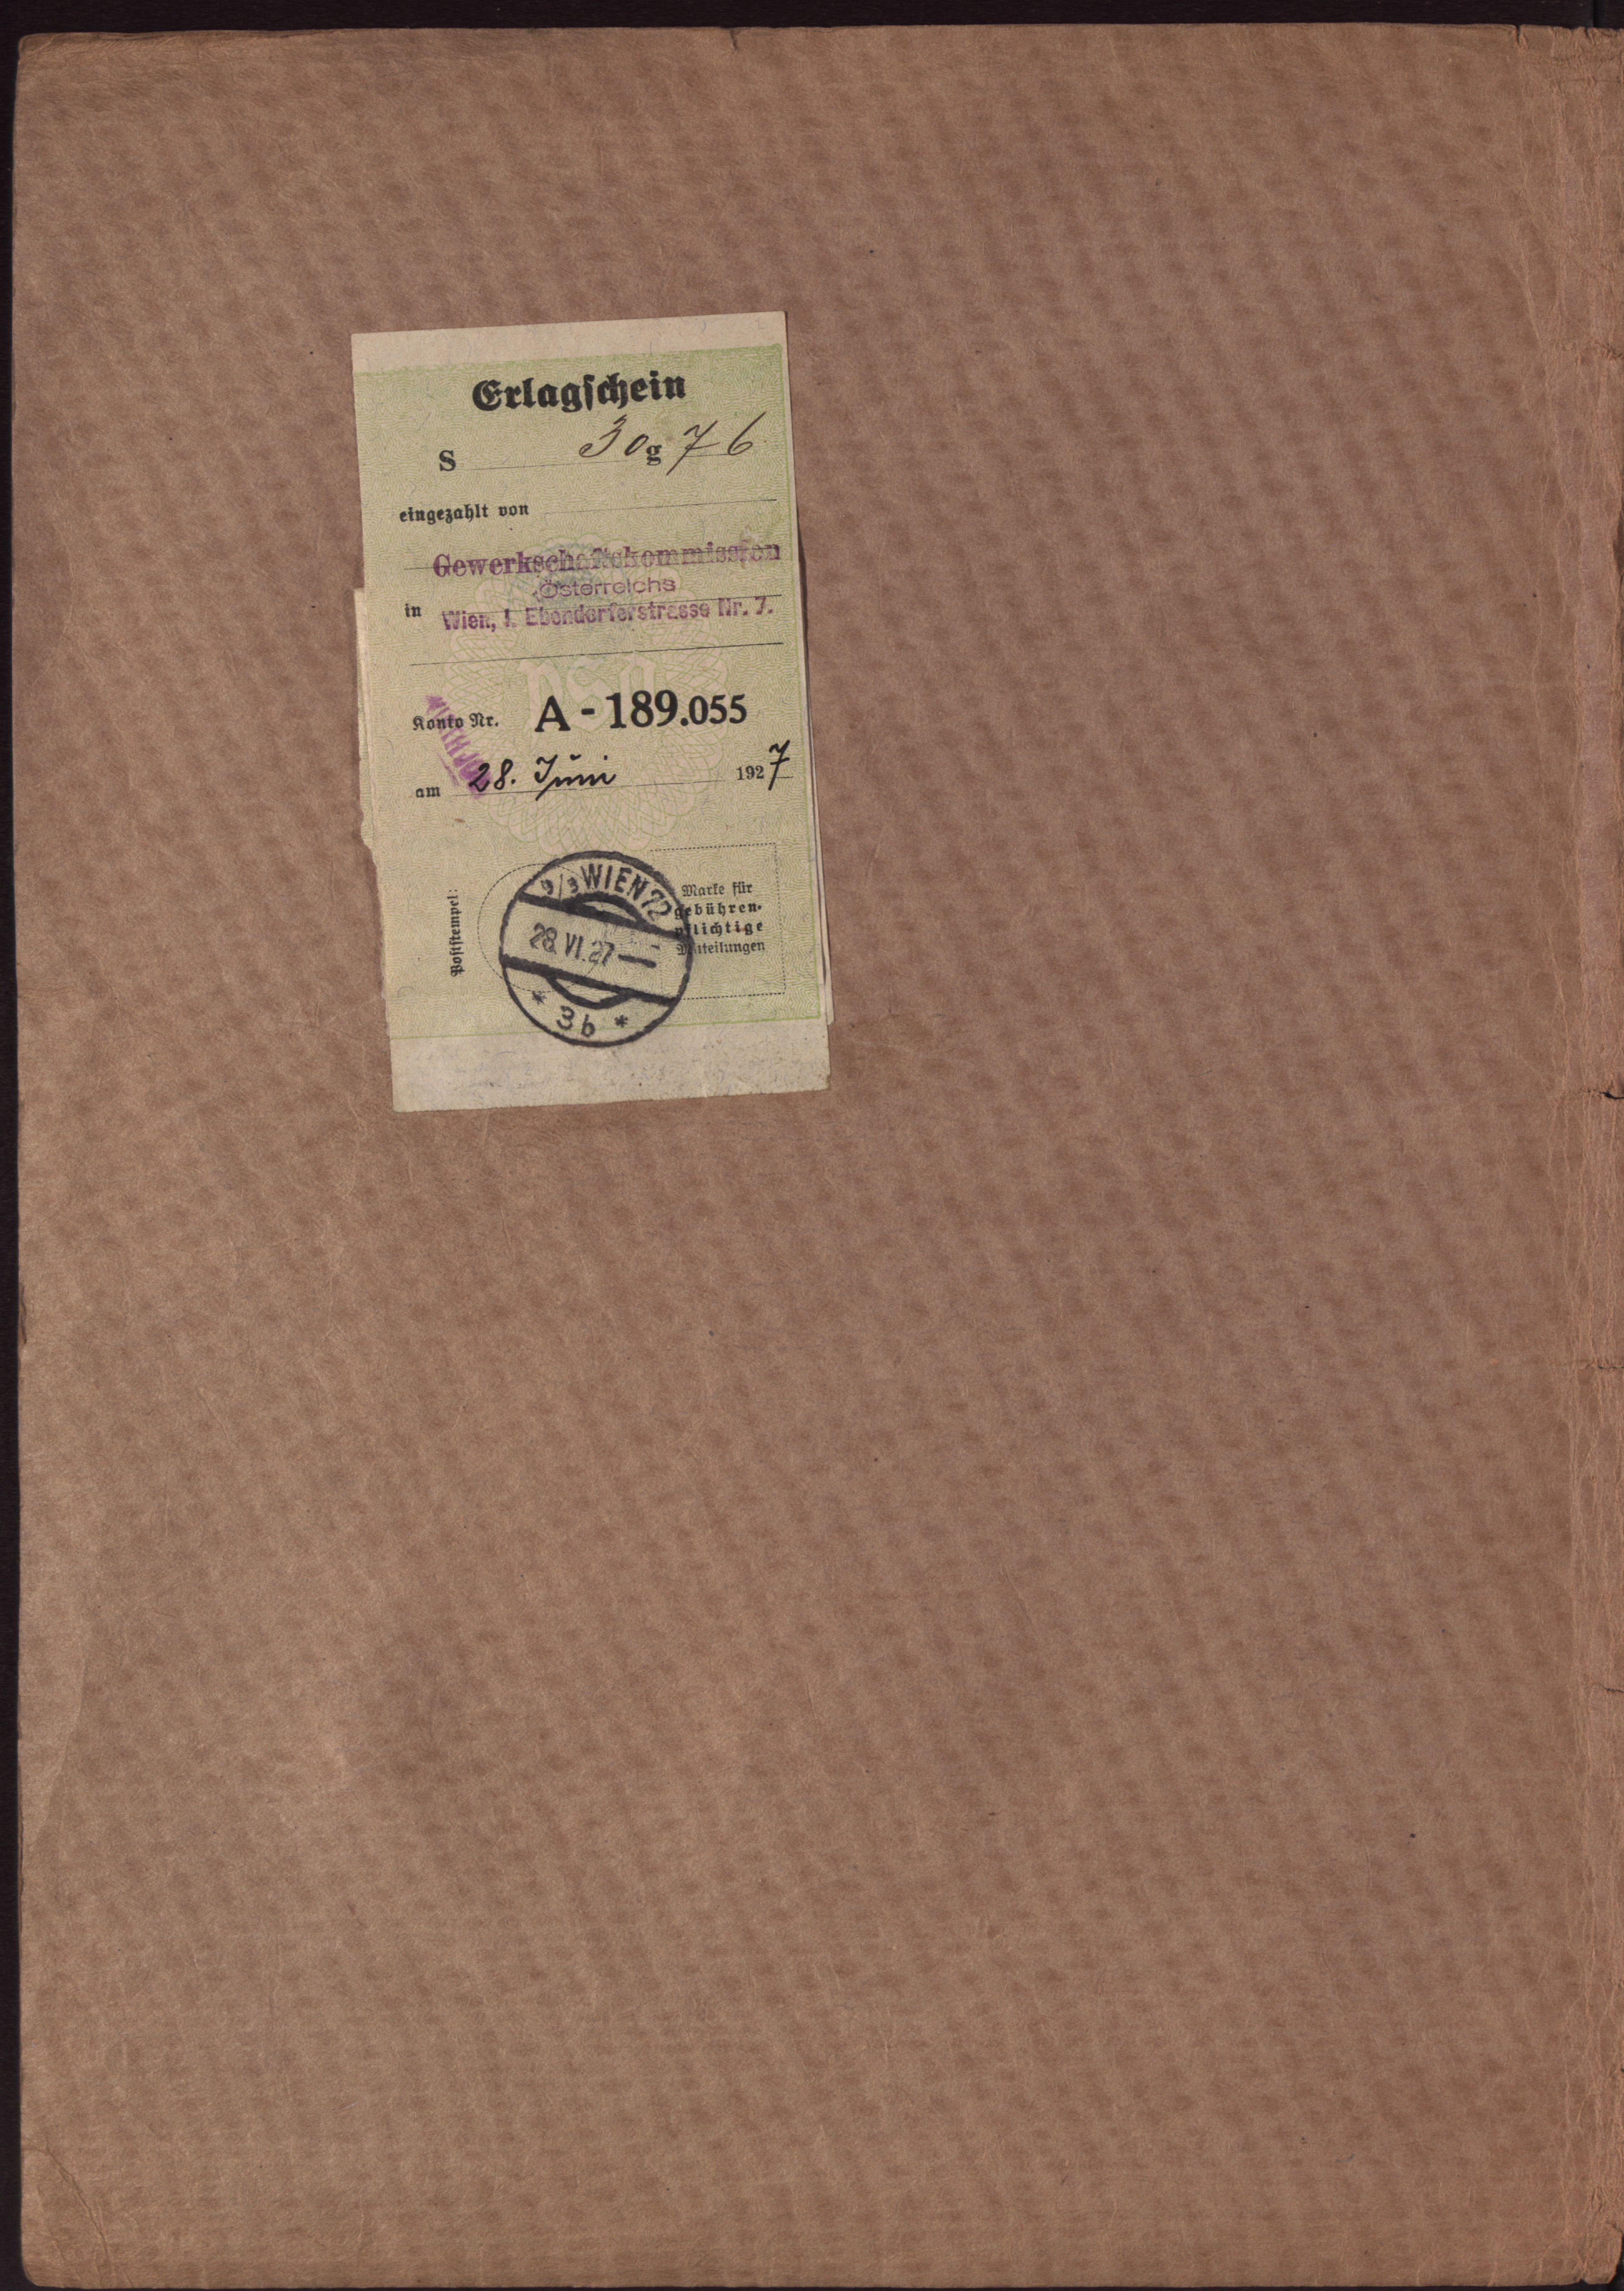 Erlagschein
S 30 g 76
eingezahlt von
Gewerkschaftskommission
Österreichs
in Wien, I. Ebendorferstrasse Nr. 7.
Konto Nr. A-189.055
am 28. Juni 1927
Poststempel:
WIEN 72
28.VI.27
* 3b *
Marke für
gebühren-
pflichtige
Mitteilungen